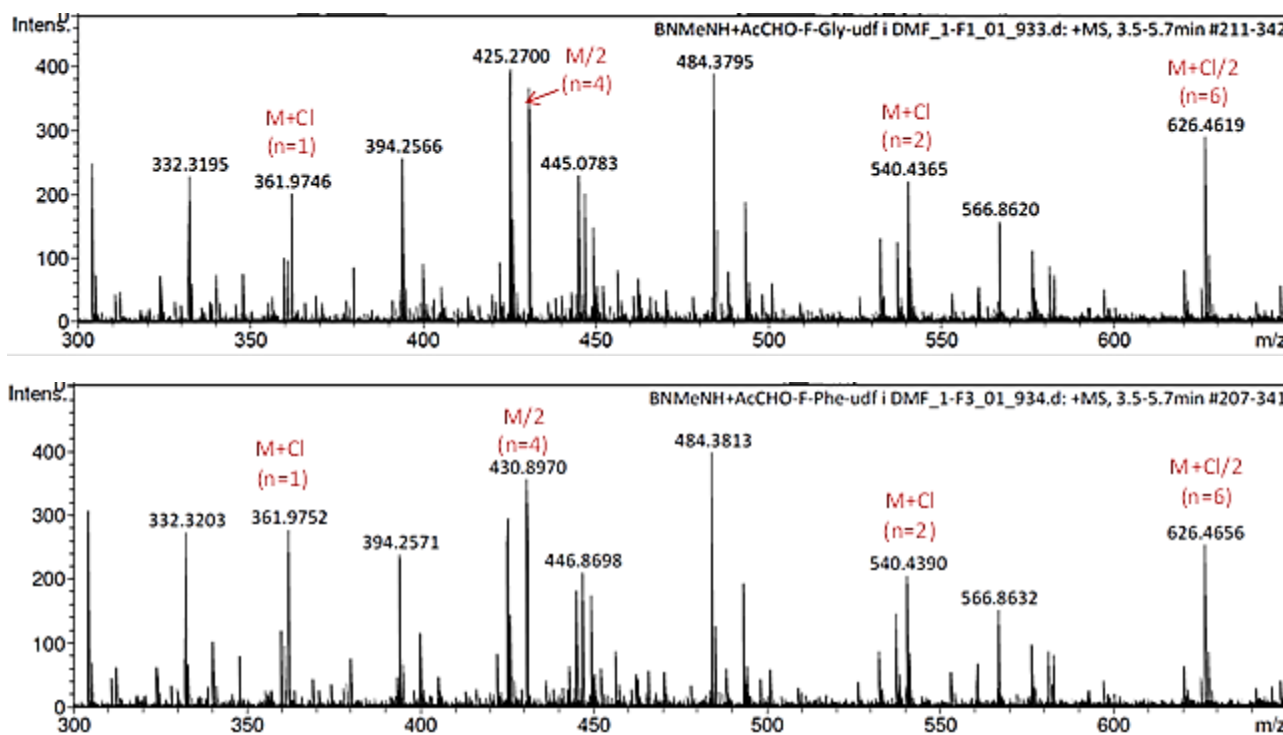 Intens.
BNMeNH+AcCHO-F-Gly-udf i DMF_1-F1_01_933.d: +MS, 3.5-5.7min #211-342
400
300
200
100
0
332.3195
M+Cl
(n=1)
361.9746
394.2566
425.2700
M/2
(n=4)
445.0783
484.3795
M+Cl
(n=2)
540.4365
566.8620
M+Cl/2
(n=6)
626.4619
300 350 400 450 500 550 600 m/z
Intens.
BNMeNH+AcCHO-F-Phe-udf i DMF_1-F3_01_934.d: +MS, 3.5-5.7min #207-341
400
300
200
100
0
332.3203
M+Cl
(n=1)
361.9752
394.2571
M/2
(n=4)
430.8970
446.8698
484.3813
M+Cl
(n=2)
540.4390
566.8632
M+Cl/2
(n=6)
626.4656
300 350 400 450 500 550 600 m/z